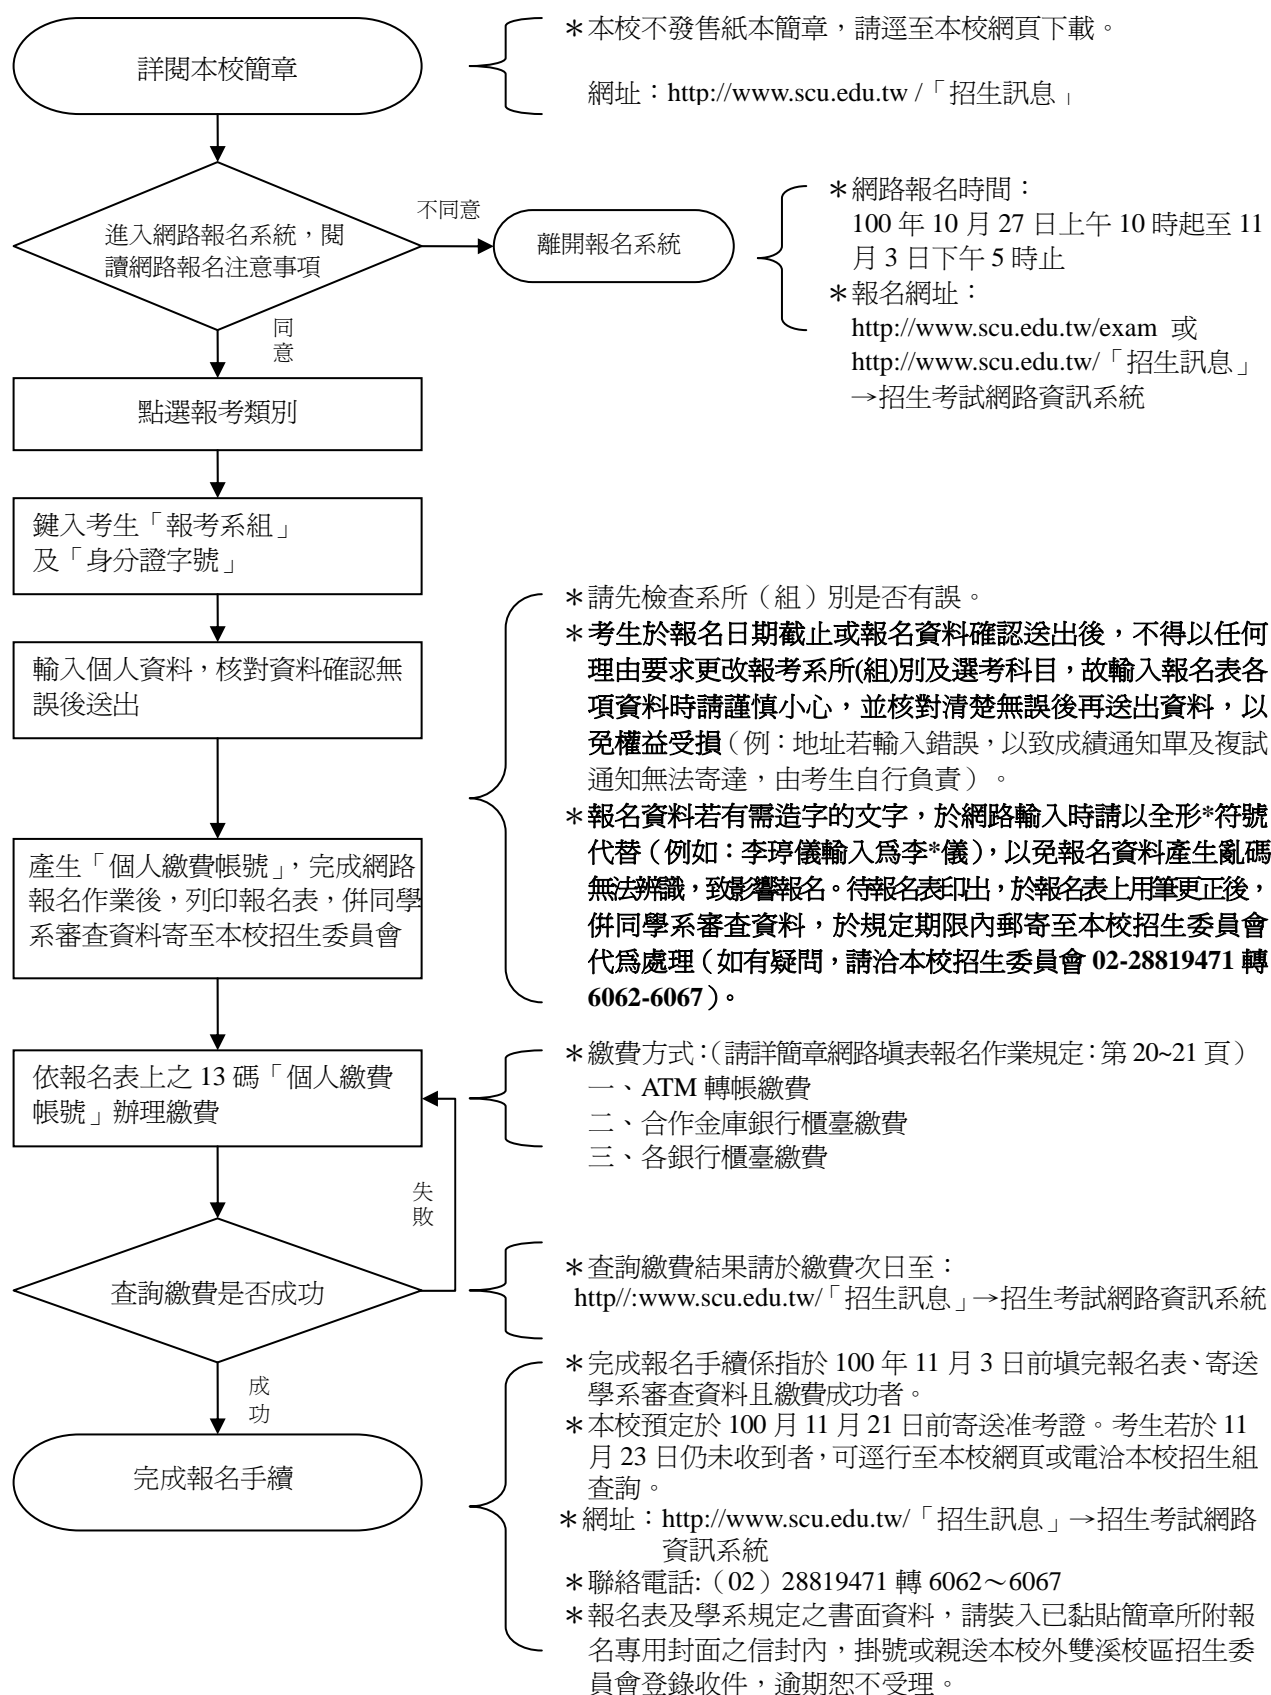 詳閱本校簡章
＊本校不發售紙本簡章，請逕至本校網頁下載。
網址：http://www.scu.edu.tw /「招生訊息」
進入網路報名系統，閱
讀網路報名注意事項
不同意
離開報名系統
＊網路報名時間：
100 年 10 月 27 日上午 10 時起至 11
月 3 日下午 5 時止
＊報名網址：
http://www.scu.edu.tw/exam 或
http://www.scu.edu.tw/「招生訊息」
→招生考試網路資訊系統
同
意
點選報考類別
鍵入考生「報考系組」
及「身分證字號」
輸入個人資料，核對資料確認無
誤後送出
＊請先檢查系所（組）別是否有誤。
＊考生於報名日期截止或報名資料確認送出後，不得以任何
理由要求更改報考系所(組)別及選考科目，故輸入報名表各
項資料時請謹慎小心，並核對清楚無誤後再送出資料，以
免權益受損（例：地址若輸入錯誤，以致成績通知單及複試
通知無法寄達，由考生自行負責）。
＊報名資料若有需造字的文字，於網路輸入時請以全形*符號
代替（例如：李珸儀輸入爲李*儀），以免報名資料產生亂碼
無法辨識，致影響報名。待報名表印出，於報名表上用筆更正後，
併同學系審查資料，於規定期限內郵寄至本校招生委員會
代爲處理（如有疑問，請洽本校招生委員會 02-28819471 轉
6062-6067）。
產生「個人繳費帳號」，完成網路
報名作業後，列印報名表，併同學
系審查資料寄至本校招生委員會
依報名表上之 13 碼「個人繳費
帳號」辦理繳費
＊繳費方式：（請詳簡章網路填表報名作業規定：第 20~21 頁）
一、ATM 轉帳繳費
二、合作金庫銀行櫃臺繳費
三、各銀行櫃臺繳費
失
敗
查詢繳費是否成功
＊查詢繳費結果請於繳費次日至：
http//:www.scu.edu.tw/「招生訊息」→招生考試網路資訊系統
成
功
完成報名手續
＊完成報名手續係指於 100 年 11 月 3 日前填完報名表、寄送
學系審查資料且繳費成功者。
＊本校預定於 100 月 11 月 21 日前寄送准考證。考生若於 11
月 23 日仍未收到者，可逕行至本校網頁或電洽本校招生組
查詢。
＊網址：http://www.scu.edu.tw/「招生訊息」→招生考試網路
資訊系統
＊聯絡電話:（02）28819471 轉 6062～6067
＊報名表及學系規定之書面資料，請裝入已黏貼簡章所附報
名專用封面之信封內，掛號或親送本校外雙溪校區招生委
員會登錄收件，逾期恕不受理。